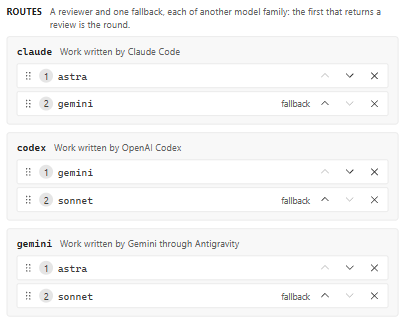 ROUTES A reviewer and one fallback, each of another model family: the first that returns a
review is the round.
claude Work written by Claude Code
1 astra
2 gemini fallback
codex Work written by OpenAI Codex
1 gemini
2 sonnet fallback
gemini Work written by Gemini through Antigravity
1 astra
2 sonnet fallback